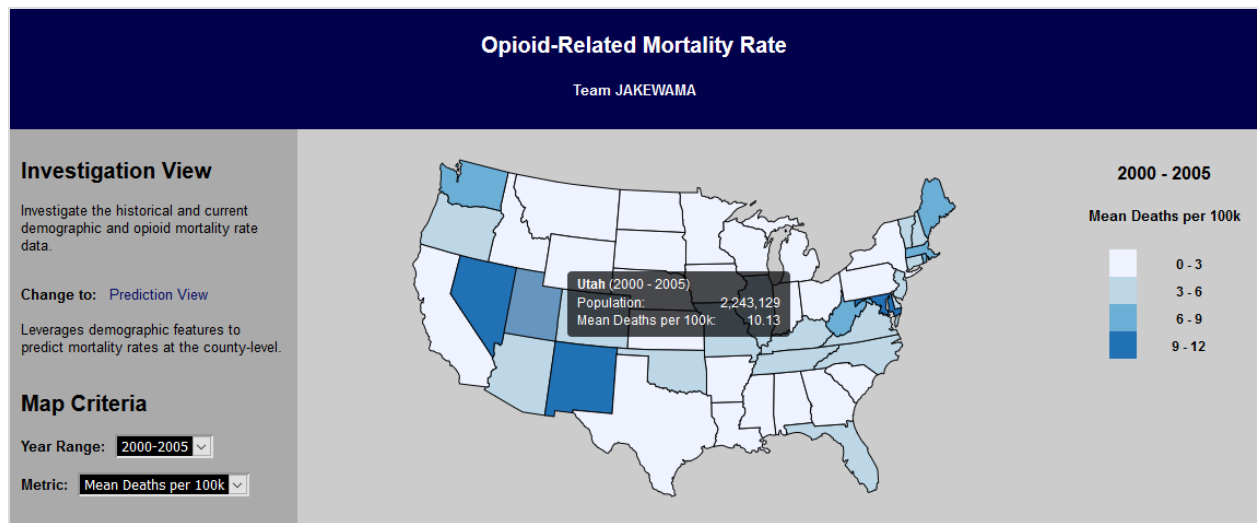 Opioid-Related Mortality Rate
Team JAKEWAMA
Investigation View
Investigate the historical and current
demographic and opioid mortality rate
data.
Change to: Prediction View
Leverages demographic features to
predict mortality rates at the county-level.
Map Criteria
Year Range: 2000-2005
Metric: Mean Deaths per 100k
Utah (2000 - 2005)
Population: 2,243,129
Mean Deaths per 100k: 10.13
2000 - 2005
Mean Deaths per 100k
0 - 3
3 - 6
6 - 9
9 - 12